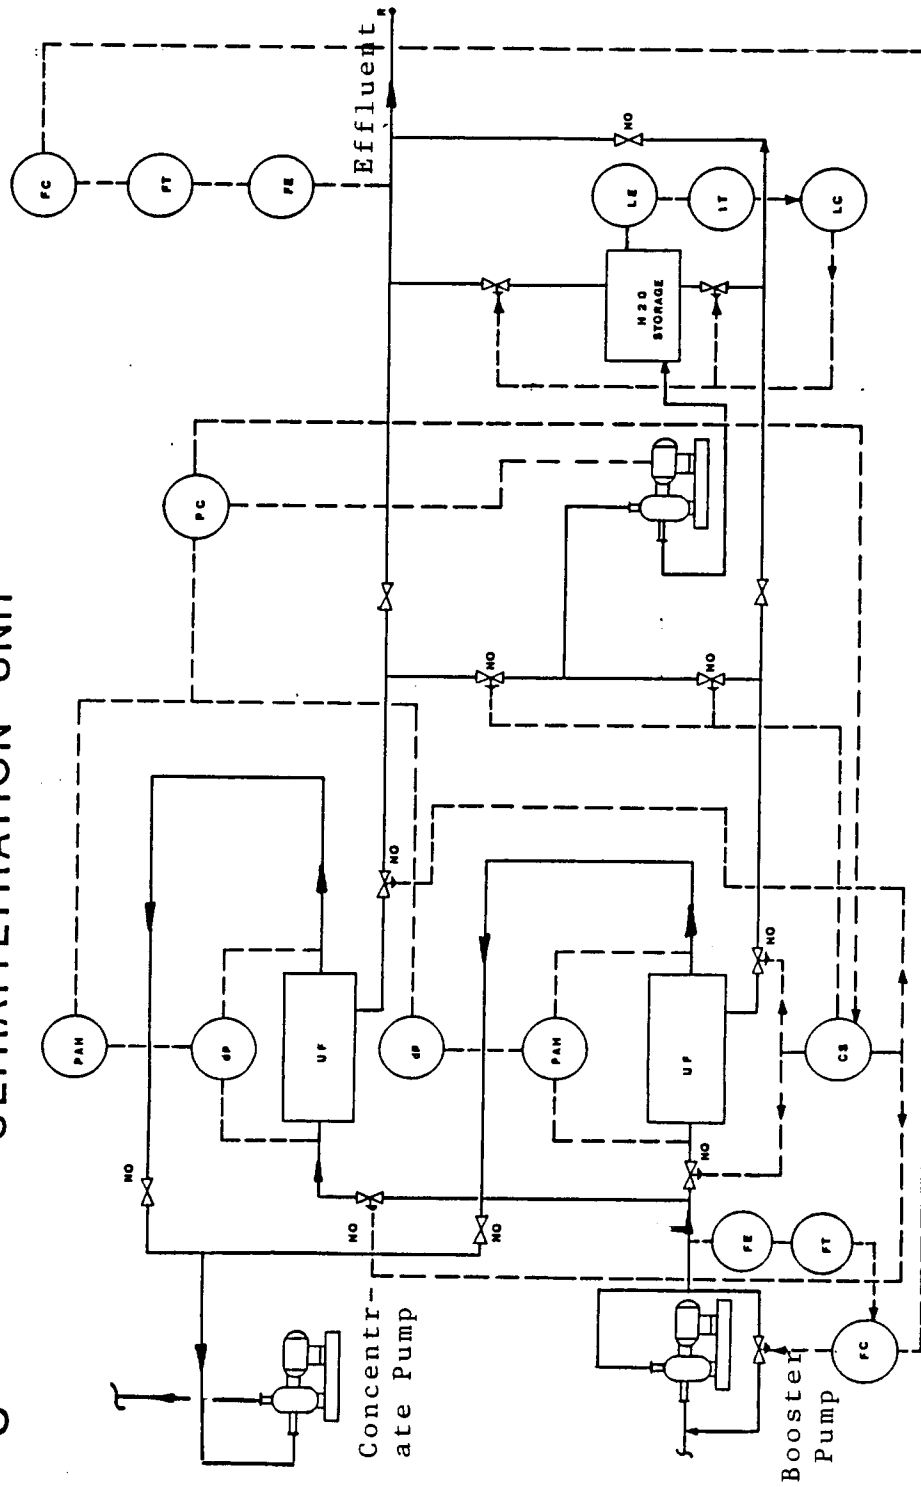 ULTRAFILTRATION UNIT
FC
PAH
FT
NO
PC
dP
FE
UF
NO
NO
R
Effluent
Concentr-
ate Pump
dP
NO
NO
PAH
NO
LE
H2O
STORAGE
UF
NO
NO
LT
FE
NO
Booster
Pump
FT
CS
LC
FC